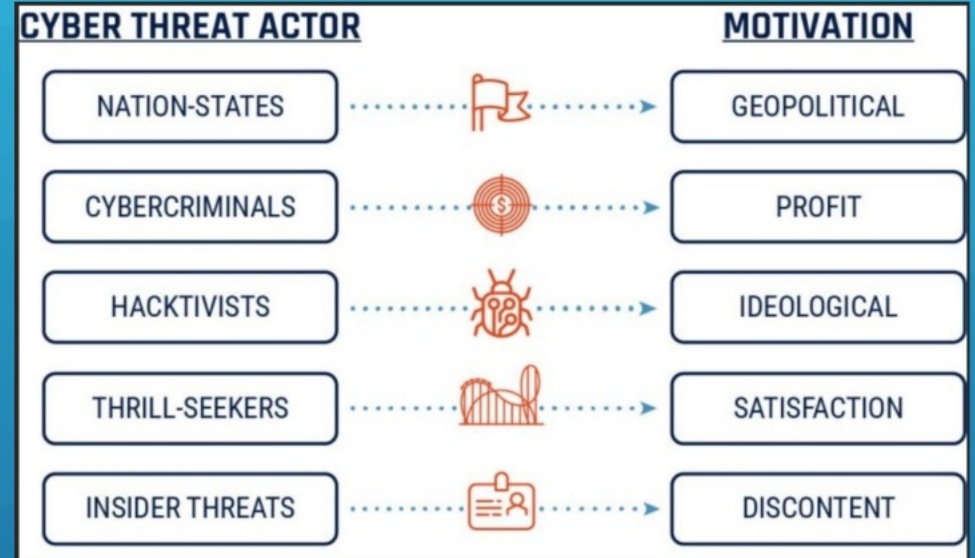 CYBER THREAT ACTOR MOTIVATION
NATION-STATES GEOPOLITICAL
CYBERCRIMINALS $ PROFIT
HACKTIVISTS IDEOLOGICAL
THRILL-SEEKERS SATISFACTION
INSIDER THREATS DISCONTENT